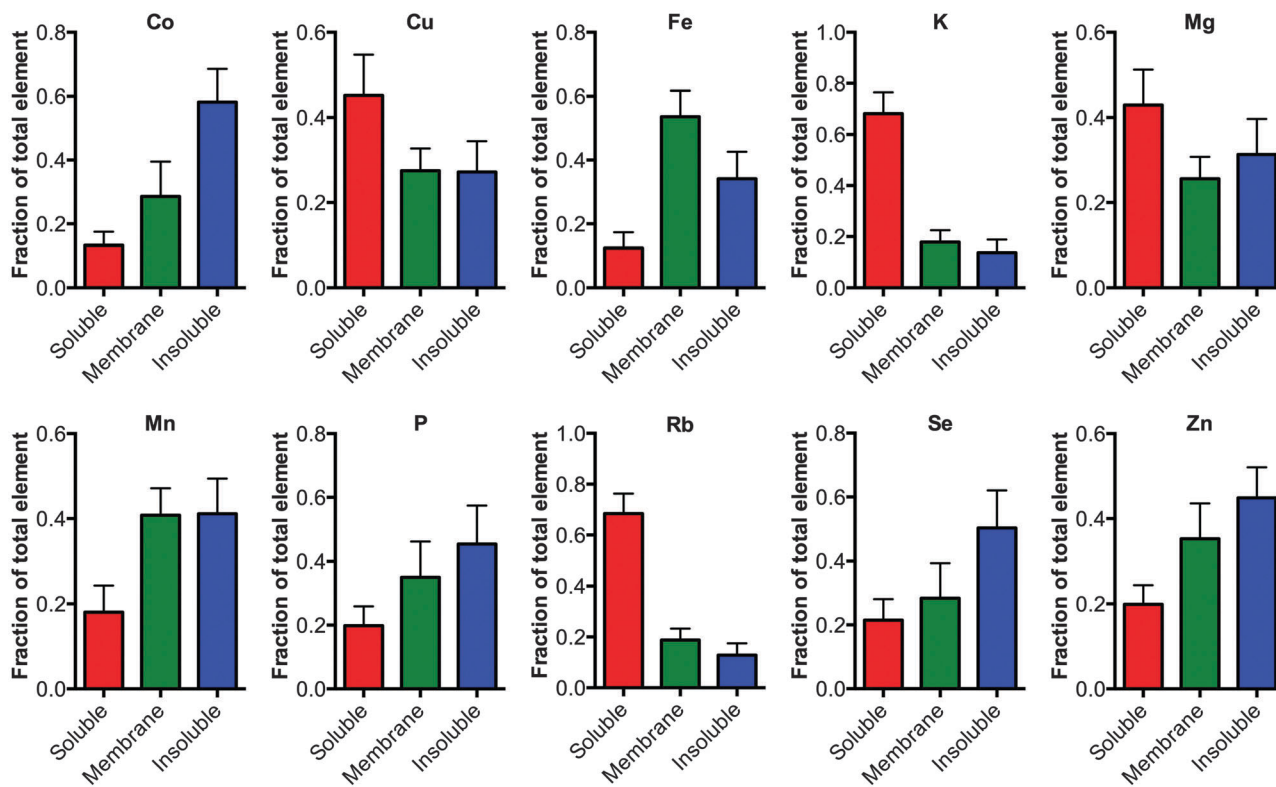 Co
Fraction of total element
0.8
0.6
0.4
0.2
0.0
Soluble
Membrane
Insoluble
Cu
Fraction of total element
0.6
0.4
0.2
0.0
Soluble
Membrane
Insoluble
Fe
Fraction of total element
0.8
0.6
0.4
0.2
0.0
Soluble
Membrane
Insoluble
K
Fraction of total element
1.0
0.8
0.6
0.4
0.2
0.0
Soluble
Membrane
Insoluble
Mg
Fraction of total element
0.6
0.4
0.2
0.0
Soluble
Membrane
Insoluble
Mn
Fraction of total element
0.6
0.4
0.2
0.0
Soluble
Membrane
Insoluble
P
Fraction of total element
0.8
0.6
0.4
0.2
0.0
Soluble
Membrane
Insoluble
Rb
Fraction of total element
1.0
0.8
0.6
0.4
0.2
0.0
Soluble
Membrane
Insoluble
Se
Fraction of total element
0.8
0.6
0.4
0.2
0.0
Soluble
Membrane
Insoluble
Zn
Fraction of total element
0.6
0.4
0.2
0.0
Soluble
Membrane
Insoluble